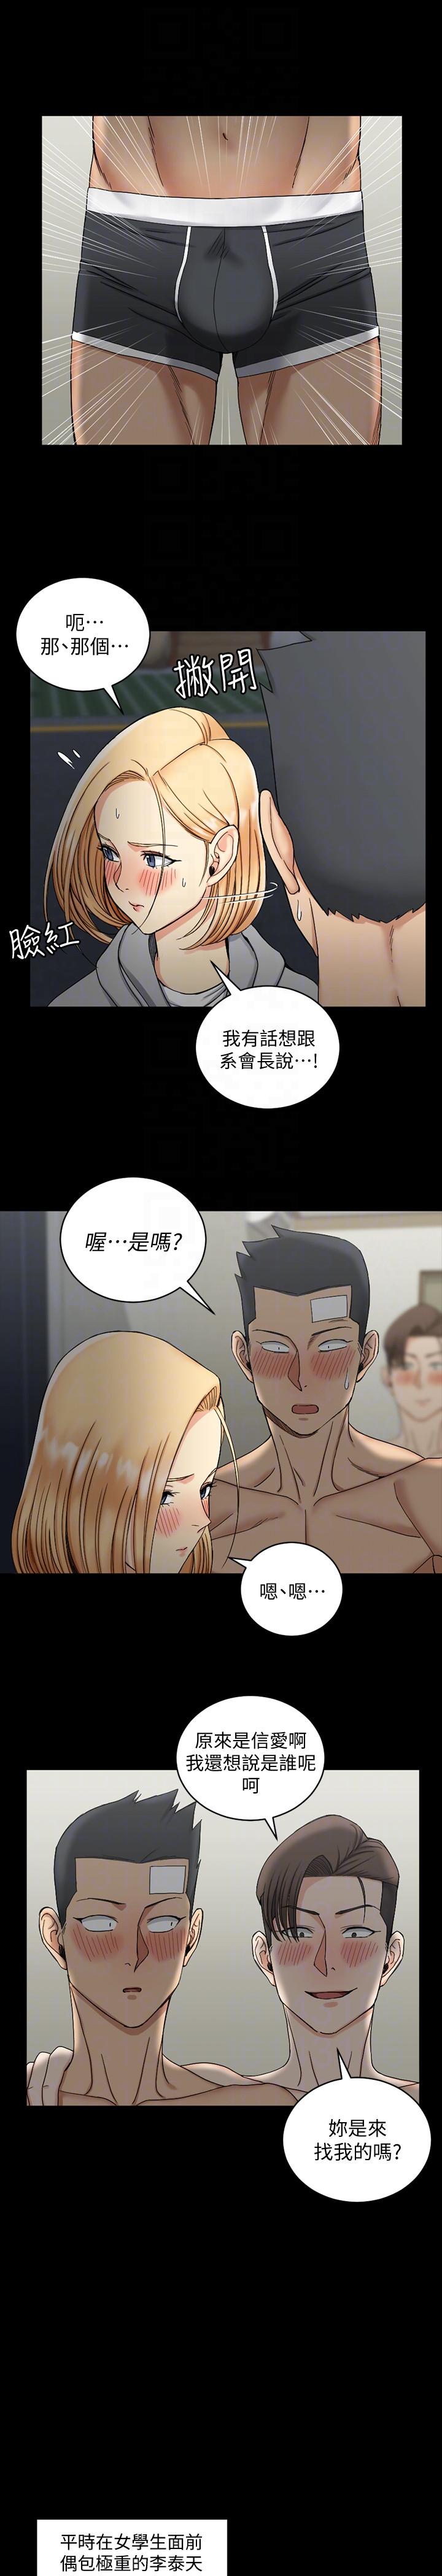 呃⋯
那、那個⋯
撇開
臉紅
我有話想跟
系會長說⋯!
喔⋯是嗎?
嗯、嗯⋯
原來是信愛啊
我還想說是誰呢
呵
妳是來
找我的嗎?
平時在女學生面前
偶包極重的李泰天